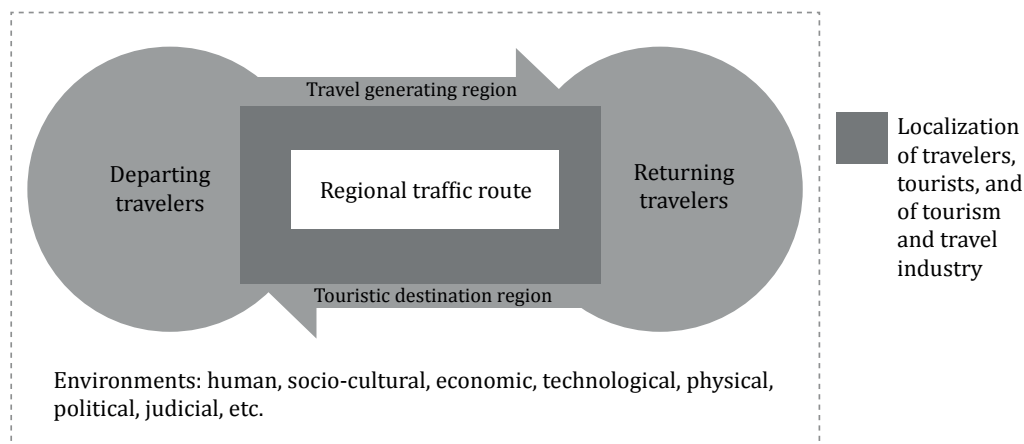 Travel generating region
Departing
travelers
Regional traffic route
Returning
travelers
Touristic destination region
Environments: human, socio-cultural, economic, technological, physical,
political, judicial, etc.
Localization
of travelers,
tourists, and
of tourism
and travel
industry